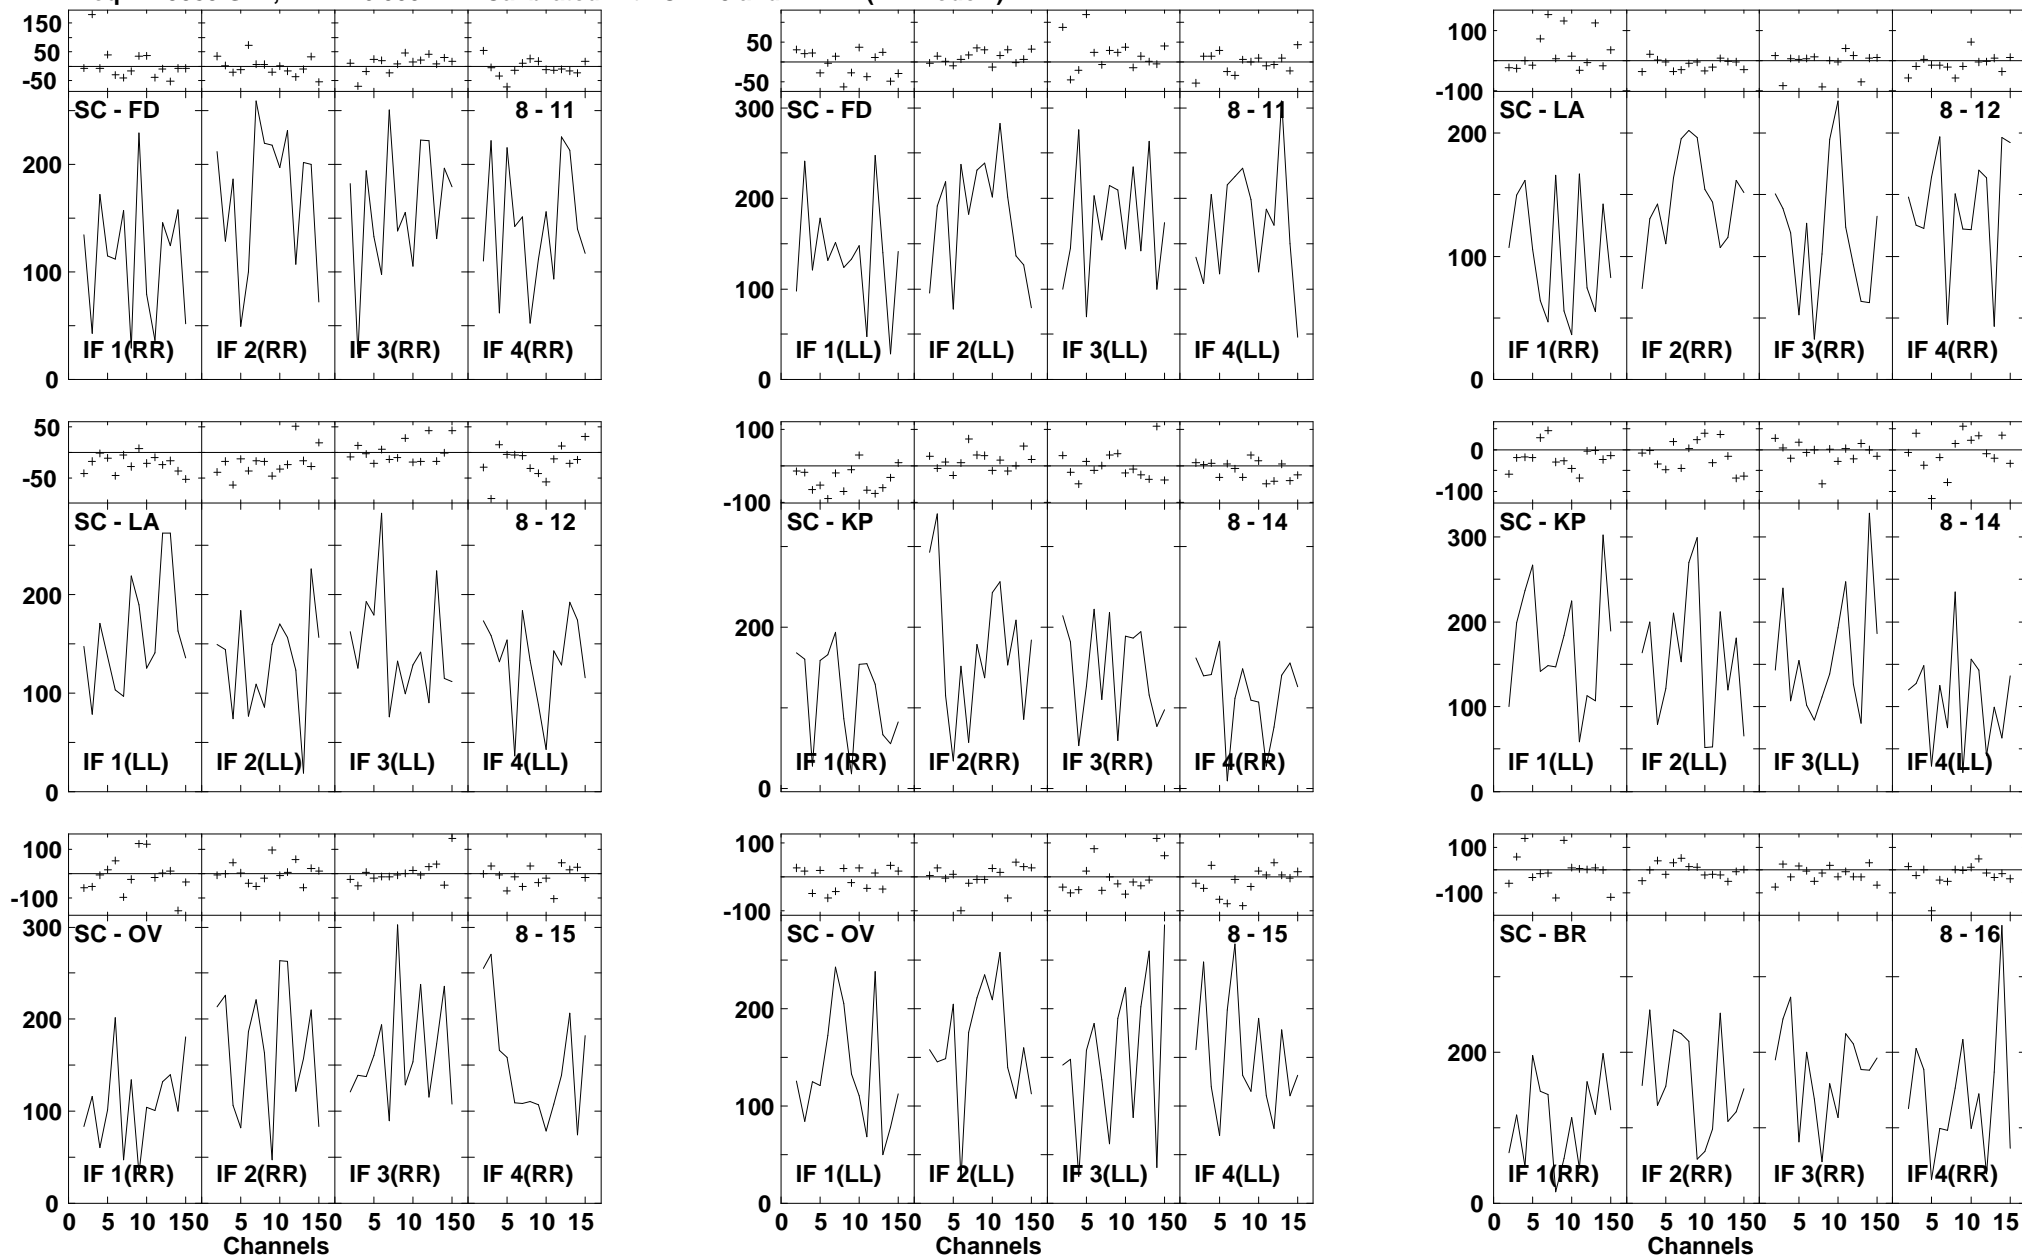 150 50 -50
SC - FD 8 - 11
200 100 0
IF 1(RR) IF 2(RR) IF 3(RR) IF 4(RR)
50 -50
SC - FD 8 - 11
300 200 100 0
IF 1(LL) IF 2(LL) IF 3(LL) IF 4(LL)
100 -100
SC - LA 8 - 12
200 100 0
IF 1(RR) IF 2(RR) IF 3(RR) IF 4(RR)
50 -50
SC - LA 8 - 12
200 100 0
IF 1(LL) IF 2(LL) IF 3(LL) IF 4(LL)
100 -100
SC - KP 8 - 14
200 0
IF 1(RR) IF 2(RR) IF 3(RR) IF 4(RR)
0 -100
SC - KP 8 - 14
300 200 100 0
IF 1(LL) IF 2(LL) IF 3(LL) IF 4(LL)
100 -100
SC - OV 8 - 15
300 200 100 0
IF 1(RR) IF 2(RR) IF 3(RR) IF 4(RR)
0 5 10 150 5 10 150 5 10 150 5 10 15
Channels
100 -100
SC - OV 8 - 15
200 100 0
IF 1(LL) IF 2(LL) IF 3(LL) IF 4(LL)
0 5 10 150 5 10 150 5 10 150 5 10 15
Channels
100 -100
SC - BR 8 - 16
200 0
IF 1(RR) IF 2(RR) IF 3(RR) IF 4(RR)
0 5 10 150 5 10 150 5 10 150 5 10 15
Channels